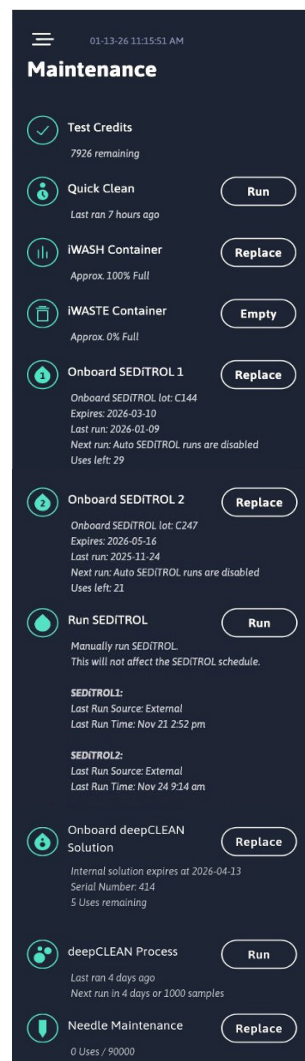 01-13-26 11:15:51 AM
Maintenance
Test Credits
7926 remaining
Quick Clean
Run
Last ran 7 hours ago
iWASH Container
Replace
Approx. 100% Full
iWASTE Container
Empty
Approx. 0% Full
1
Onboard SEDiTROL 1
Replace
Onboard SEDiTROL lot: C144
Expires: 2026-03-10
Last run: 2026-01-09
Next run: Auto SEDiTROL runs are disabled
Uses left: 29
2
Onboard SEDiTROL 2
Replace
Onboard SEDiTROL lot: C247
Expires: 2026-05-16
Last run: 2025-11-24
Next run: Auto SEDiTROL runs are disabled
Uses left: 21
Run SEDiTROL
Run
Manually run SEDiTROL.
This will not affect the SEDiTROL schedule.
SEDiTROL1:
Last Run Source: External
Last Run Time: Nov 21 2:52 pm
SEDiTROL2:
Last Run Source: External
Last Run Time: Nov 24 9:14 am
Onboard deepCLEAN
Solution
Replace
Internal solution expires at 2026-04-13
Serial Number: 414
5 Uses remaining
deepCLEAN Process
Run
Last ran 4 days ago
Next run in 4 days or 1000 samples
Needle Maintenance
Replace
0 Uses / 90000